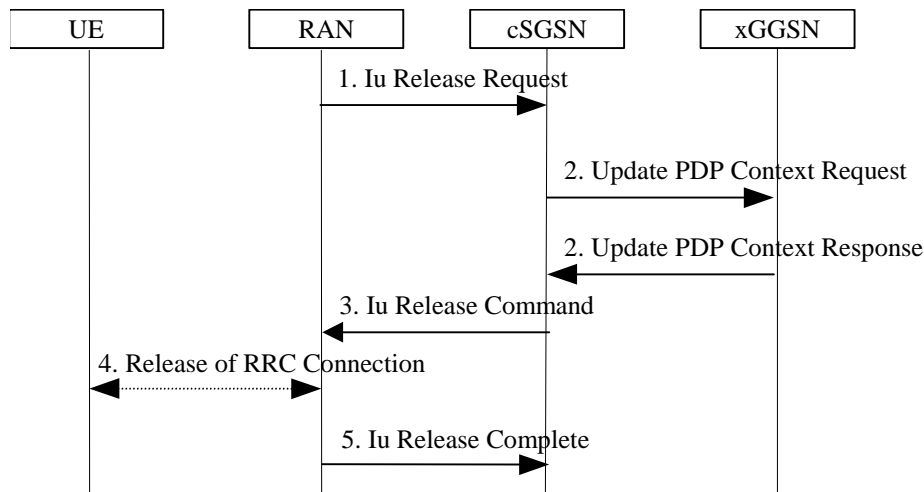 UE
RAN
cSGSN
xGGSN
1. Iu Release Request
2. Update PDP Context Request
2. Update PDP Context Response
3. Iu Release Command
4. Release of RRC Connection
5. Iu Release Complete